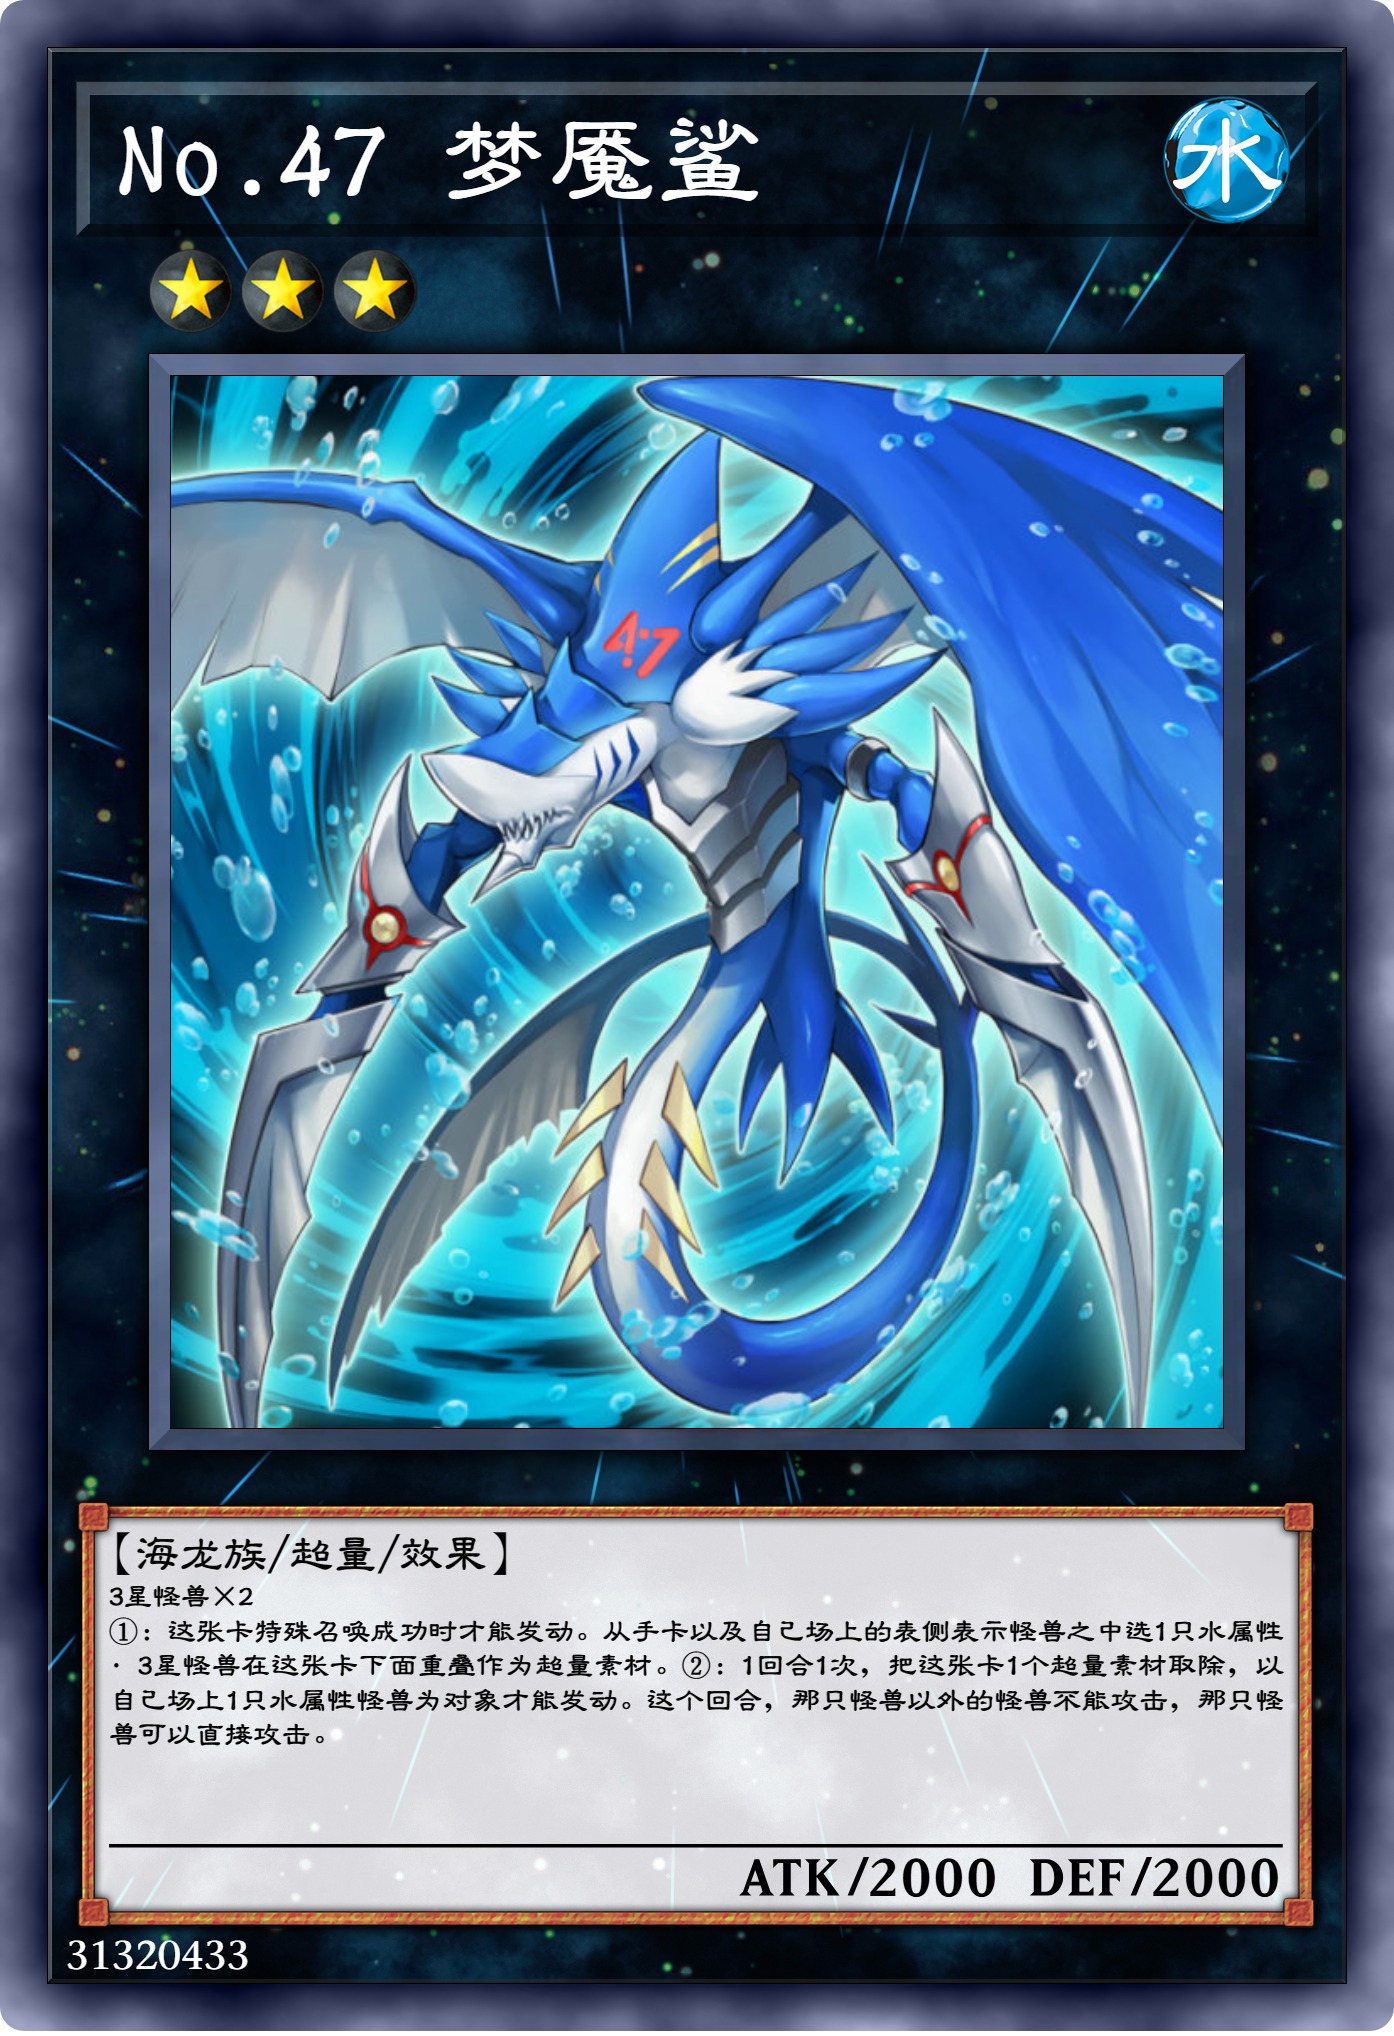 No.47 梦魇鲨
水
47
【海龙族/超量/效果】
3星怪兽×2
①：这张卡特殊召唤成功时才能发动。从手卡以及自己场上的表侧表示怪兽之中选1只水属性
·3星怪兽在这张卡下面重叠作为超量素材。②：1回合1次，把这张卡1个超量素材取除，以
自己场上1只水属性怪兽为对象才能发动。这个回合，那只怪兽以外的怪兽不能攻击，那只怪
兽可以直接攻击。
ATK/2000 DEF/2000
31320433